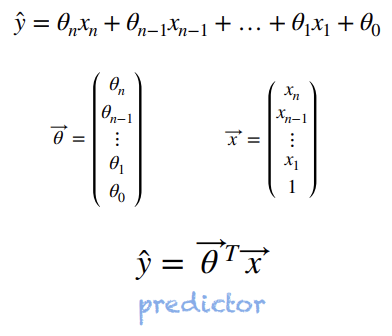 ŷ = θₙxₙ + θₙ₋₁xₙ₋₁ + … + θ₁x₁ + θ₀
θ⃗ = (θₙ θₙ₋₁ ⋮ θ₁ θ₀)
x⃗ = (xₙ xₙ₋₁ ⋮ x₁ 1)
ŷ = θ⃗ᵀx⃗
predictor